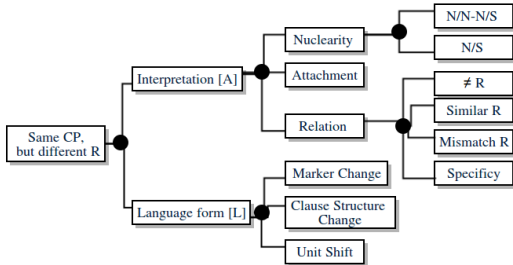 N/N-N/S
Nuclearity
N/S
Interpretation [A]
Attachment
≠ R
Similar R
Relation
Same CP,
but different R
Mismatch R
Marker Change
Specificy
Language form [L]
Clause Structure
Change
Unit Shift